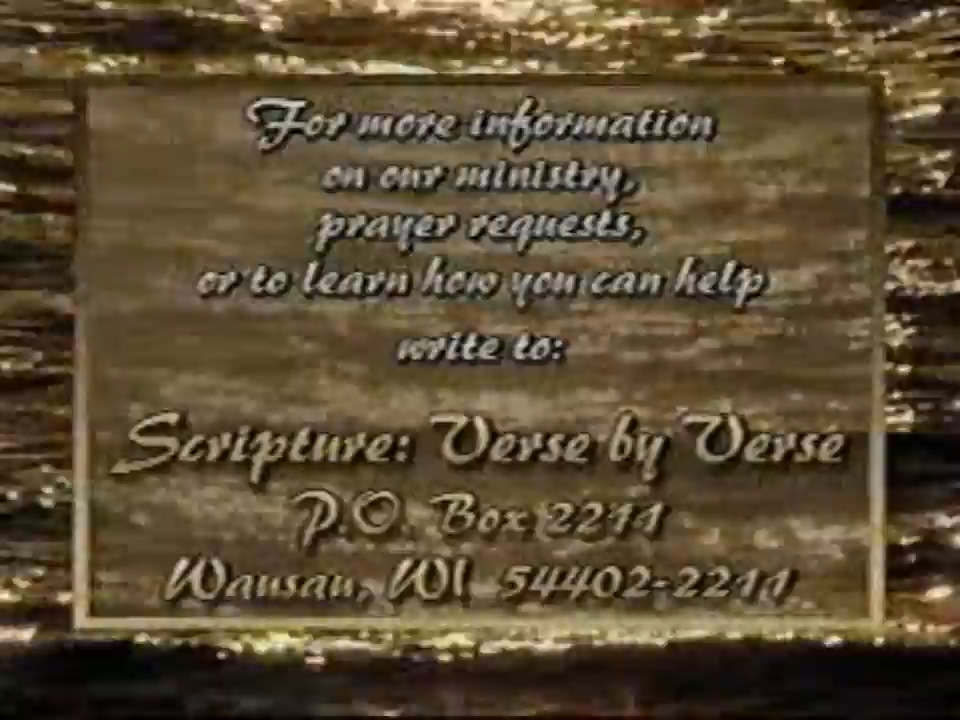 For more information
on our ministry,
prayer requests,
or to learn how you can help
write to:
Scripture: Verse by Verse
P.O. Box 2211
Wausau, WI 54402-2211